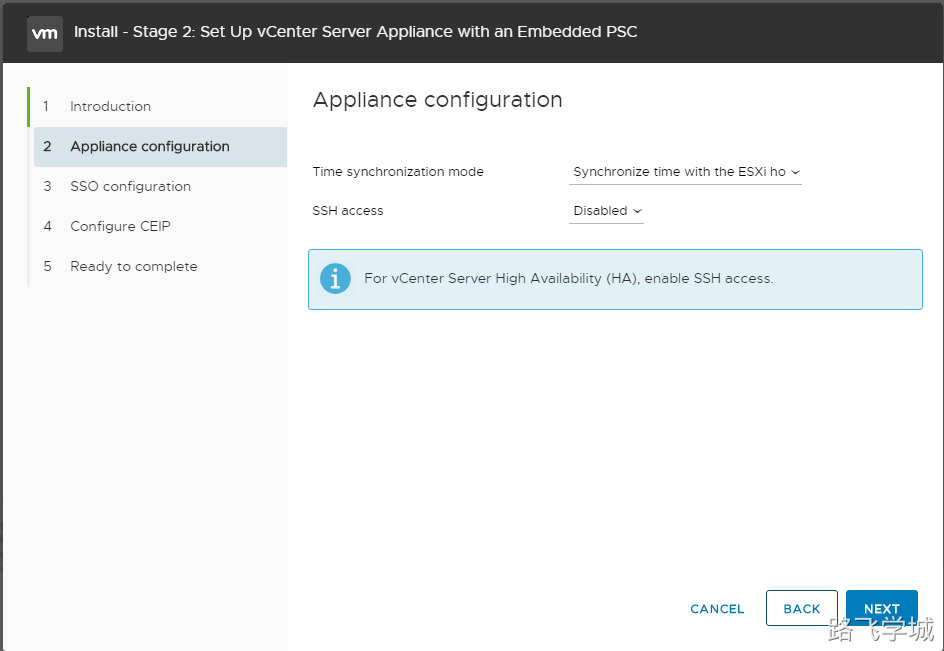 vm Install - Stage 2: Set Up vCenter Server Appliance with an Embedded PSC
1 Introduction
2 Appliance configuration
3 SSO configuration
4 Configure CEIP
5 Ready to complete
Appliance configuration
Time synchronization mode Synchronize time with the ESXi ho
SSH access Disabled
For vCenter Server High Availability (HA), enable SSH access.
CANCEL BACK NEXT
路飞学城